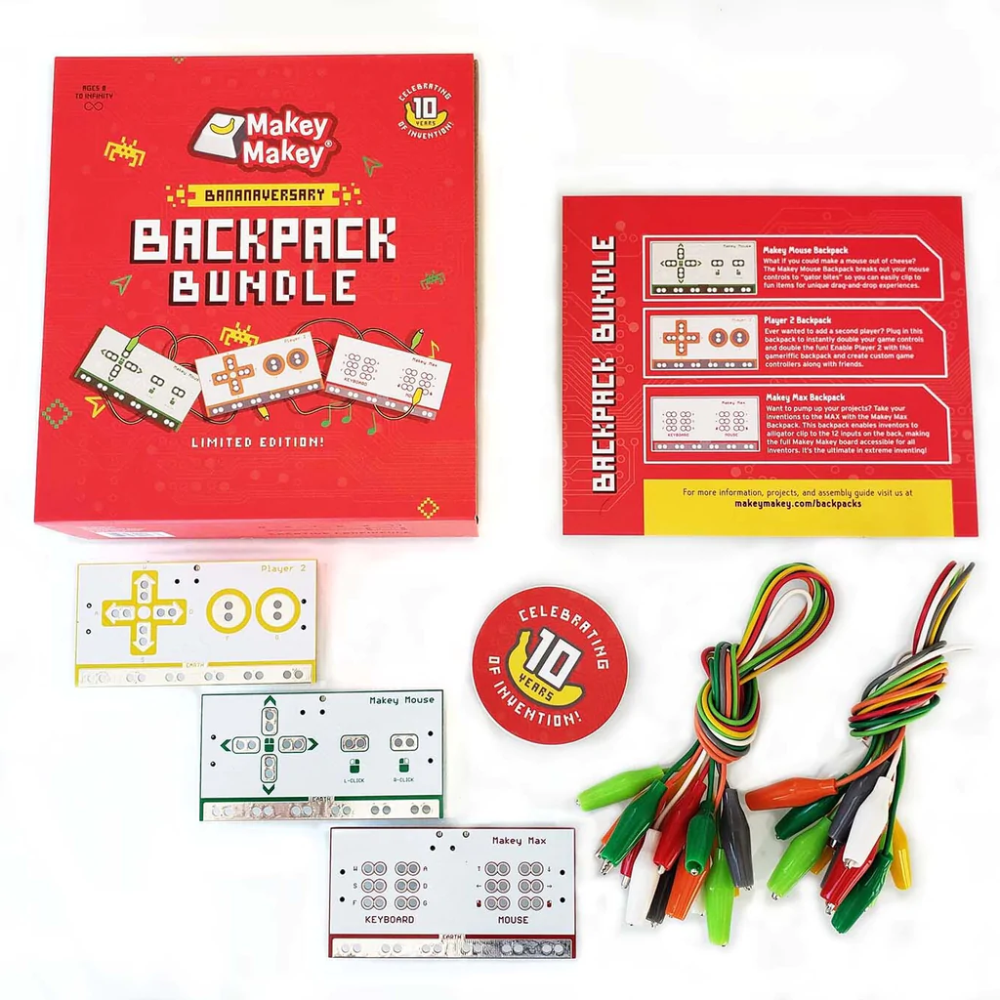 AGES 8
TO INFINITY
CELEBRATING
10
YEARS
OF INVENTION!
Makey
Makey®
BANANAVERSARY
BACKPACK
BUNDLE
Makey Mouse
Player 2
Makey Max
KEYBOARD
MOUSE
LIMITED EDITION!
BACKPACK BUNDLE
Makey Mouse
Makey Mouse Backpack
What if you could make a mouse out of cheese?
The Makey Mouse Backpack breaks out your mouse
controls to "gator bites" so you can easily clip to
fun items for unique drag-and-drop experiences.
Player 2
Player 2 Backpack
Ever wanted to add a second player? Plug in this
backpack to instantly double your game controls
and double the fun! Enable Player 2 with this
gameriffic backpack and create custom game
controllers along with friends.
Makey Max
KEYBOARD
MOUSE
Makey Max Backpack
Want to pump up your projects? Take your
inventions to the MAX with the Makey Max
Backpack. This backpack enables inventors to
alligator clip to the 12 inputs on the back, making
the full Makey Makey board accessible for all
inventors. It's the ultimate in extreme inventing!
For more information, projects, and assembly guide visit us at
makeymakey.com/backpacks
Player 2
D
S
F
G
EARTH
Makey Mouse
L-CLICK
R-CLICK
EARTH
Makey Max
W A
S D
F G
KEYBOARD
MOUSE
EARTH
CELEBRATING
10
YEARS
OF INVENTION!